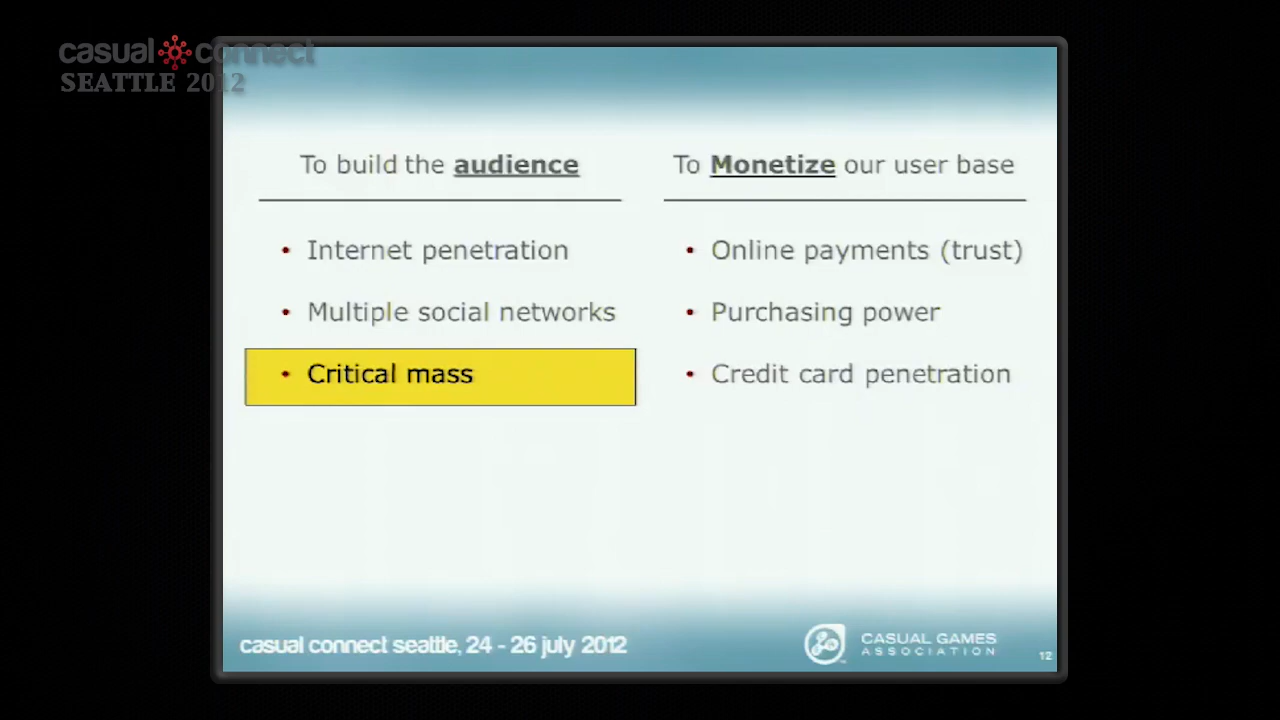 casual connect
SEATTLE 2012
To build the audience
• Internet penetration
• Multiple social networks
• Critical mass
To Monetize our user base
• Online payments (trust)
• Purchasing power
• Credit card penetration
casual connect seattle, 24 - 26 july 2012
CASUAL GAMES
ASSOCIATION
12